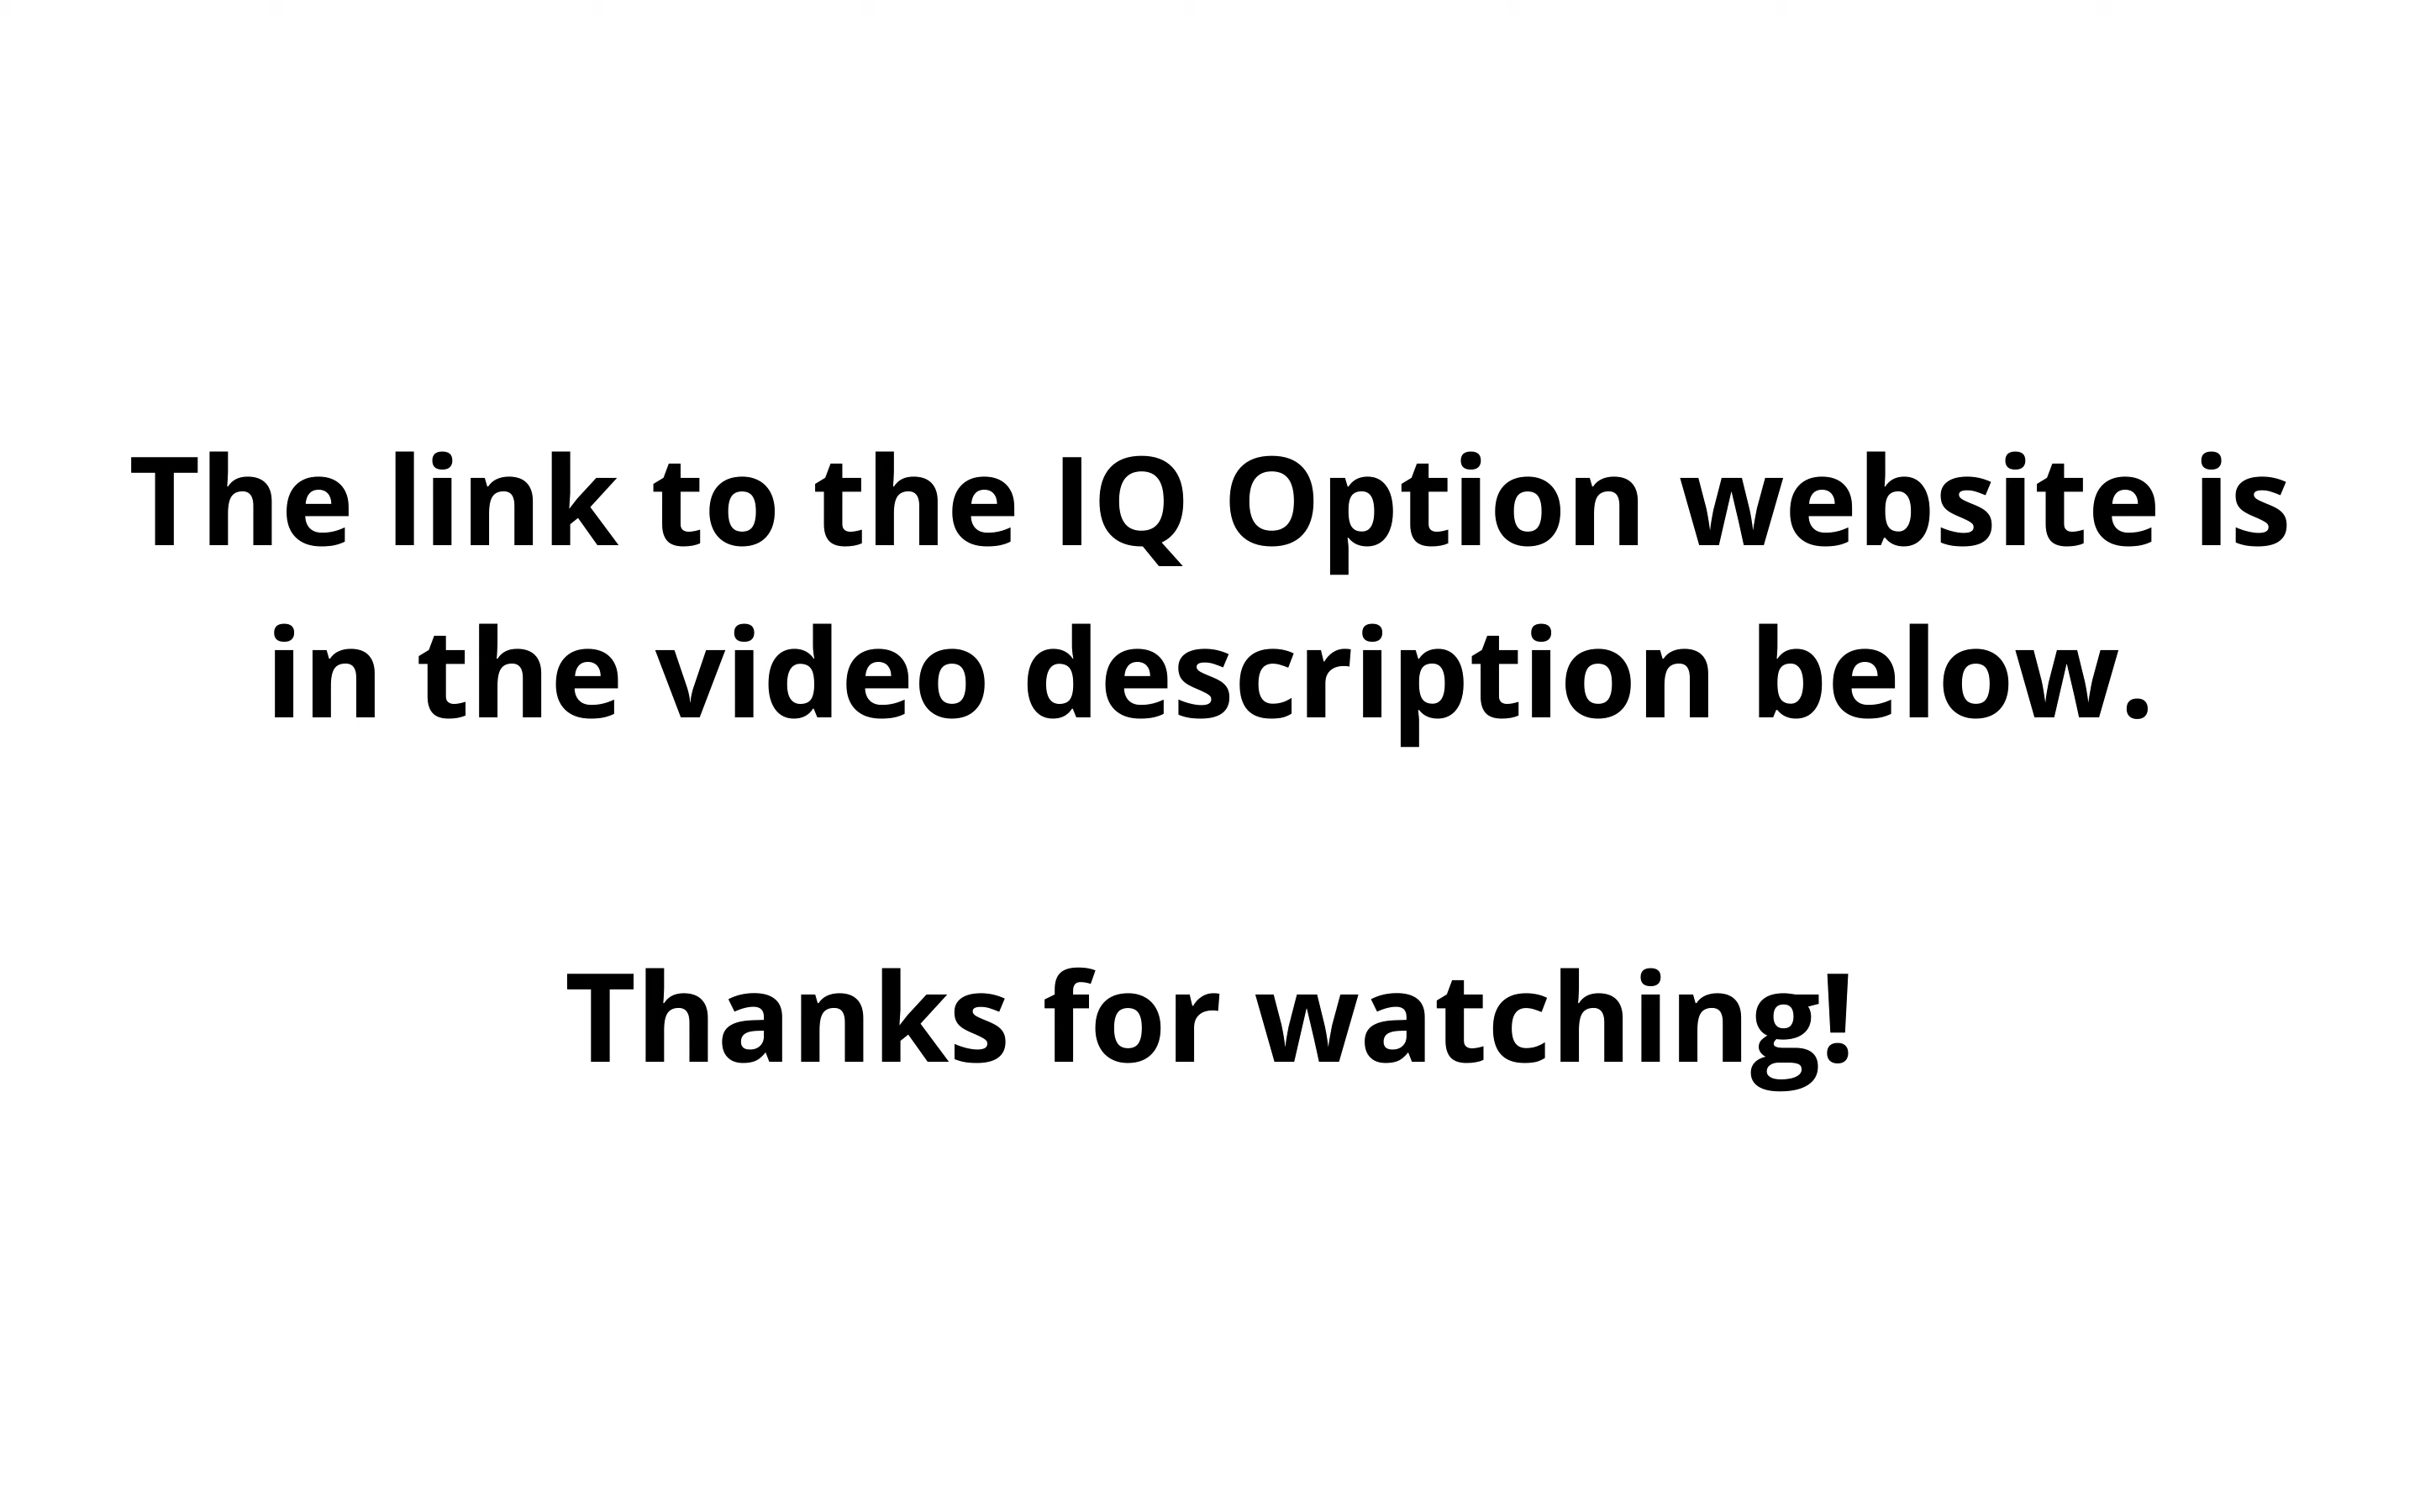 The link to the IQ Option website is
in the video description below.
Thanks for watching!